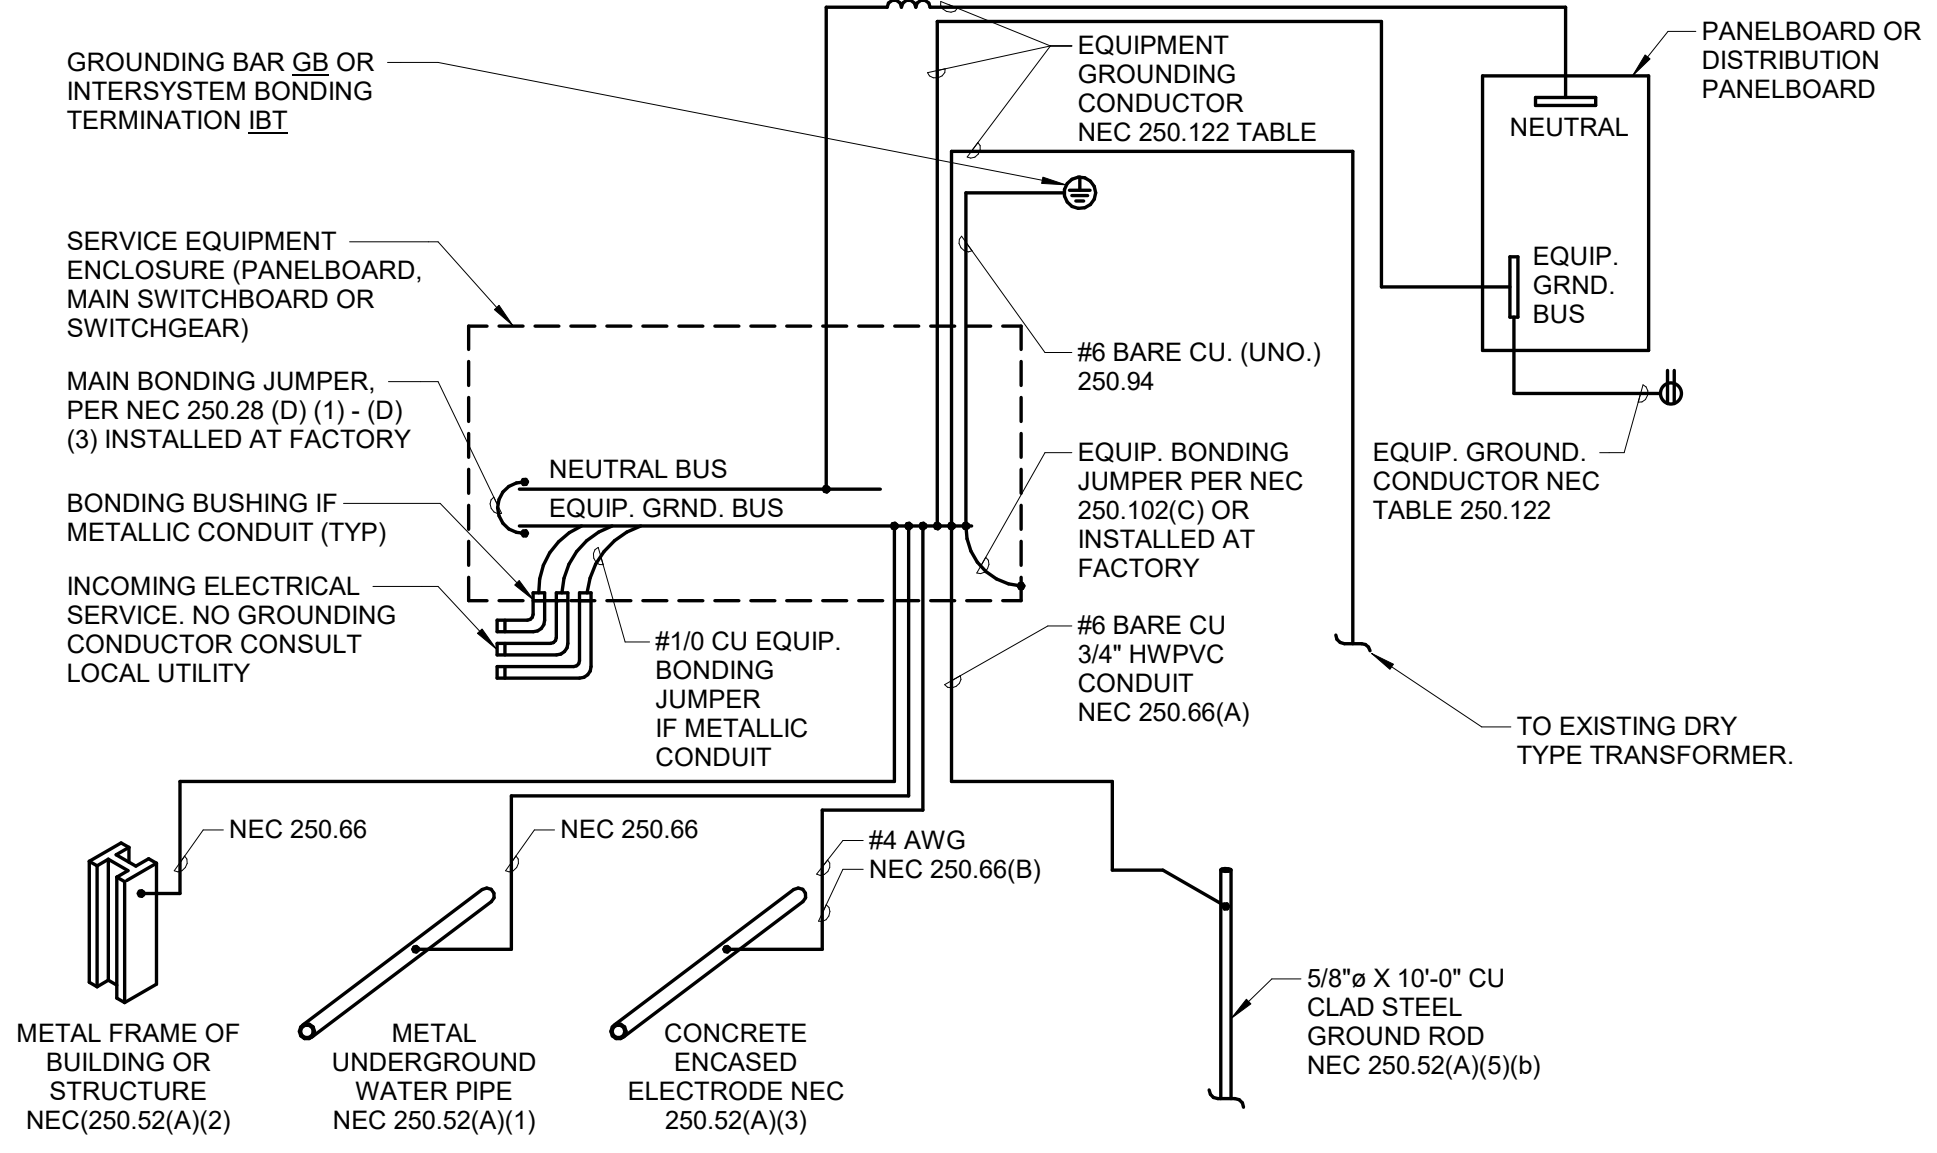 GROUNDING BAR GB OR
INTERSYSTEM BONDING
TERMINATION IBT
EQUIPMENT
GROUNDING
CONDUCTOR
NEC 250.122 TABLE
PANELBOARD OR
DISTRIBUTION
PANELBOARD
NEUTRAL
EQUIP.
GRND.
BUS
SERVICE EQUIPMENT
ENCLOSURE (PANELBOARD,
MAIN SWITCHBOARD OR
SWITCHGEAR)
MAIN BONDING JUMPER,
PER NEC 250.28 (D) (1) - (D)
(3) INSTALLED AT FACTORY
BONDING BUSHING IF
METALLIC CONDUIT (TYP)
INCOMING ELECTRICAL
SERVICE. NO GROUNDING
CONDUCTOR CONSULT
LOCAL UTILITY
NEUTRAL BUS
EQUIP. GRND. BUS
#1/0 CU EQUIP.
BONDING
JUMPER
IF METALLIC
CONDUIT
#6 BARE CU. (UNO.)
250.94
EQUIP. BONDING
JUMPER PER NEC
250.102(C) OR
INSTALLED AT
FACTORY
#6 BARE CU
3/4" HWPVC
CONDUIT
NEC 250.66(A)
EQUIP. GROUND.
CONDUCTOR NEC
TABLE 250.122
TO EXISTING DRY
TYPE TRANSFORMER.
NEC 250.66
NEC 250.66
#4 AWG
NEC 250.66(B)
METAL FRAME OF
BUILDING OR
STRUCTURE
NEC(250.52(A)(2)
METAL
UNDERGROUND
WATER PIPE
NEC 250.52(A)(1)
CONCRETE
ENCASED
ELECTRODE NEC
250.52(A)(3)
5/8"ø X 10'-0" CU
CLAD STEEL
GROUND ROD
NEC 250.52(A)(5)(b)